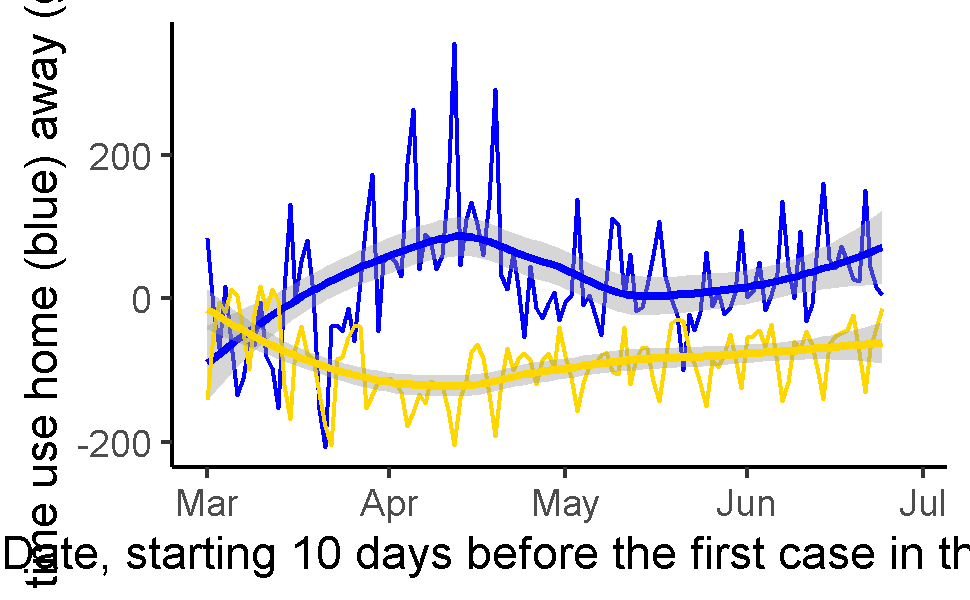 time use home (blue) away (
200
0
-200
Mar Apr May Jun Jul
Date, starting 10 days before the first case in th